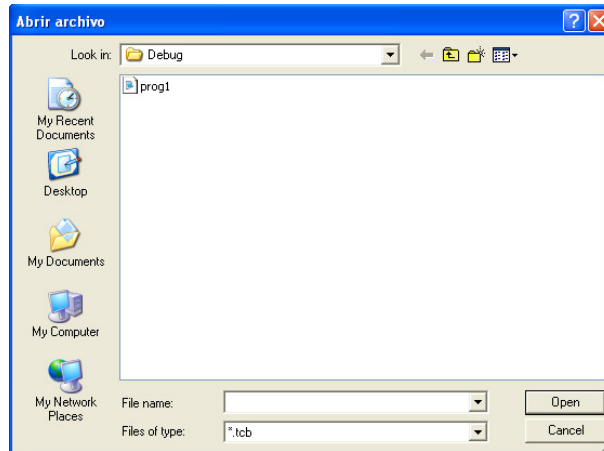 Abrir archivo
Look in: Debug
prog1
My Recent
Documents
Desktop
My Documents
My Computer
My Network
Places
File name:
Open
Files of type: *.tcb
Cancel